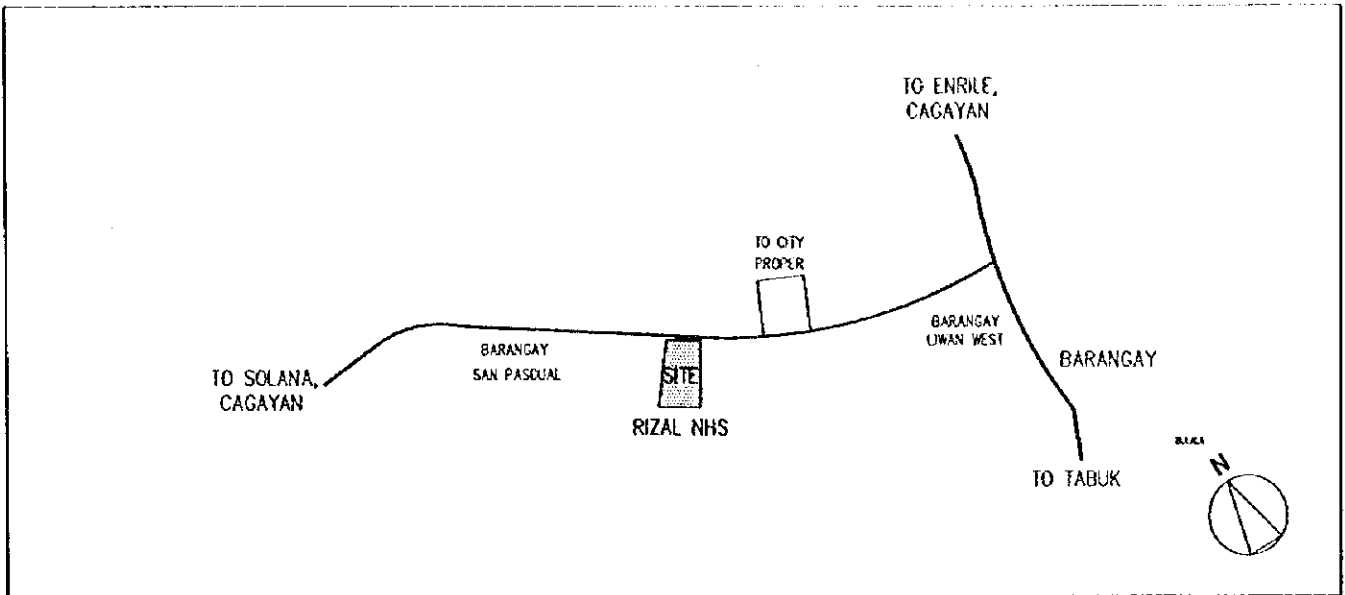 TO ENRILE,
CAGAYAN
TO CITY
PROPER
BARANGAY
LIWAN WEST
BARANGAY
BARANGAY
SAN PASCUAL
TO SOLANA,
CAGAYAN
SITE
RIZAL NHS
TO TABUK
N